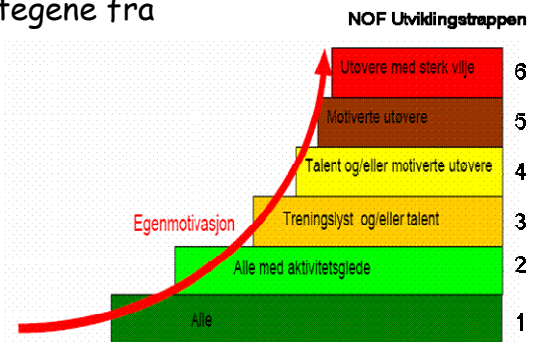 tegene fra
NOF Utviklingstrappen
Utøvere med sterk vilje 6
Motiverte utøvere 5
Talent og/eller motiverte utøvere 4
Egenmotivasjon
Treningslyst og/eller talent 3
Alle med aktivitetsglede 2
Alle 1